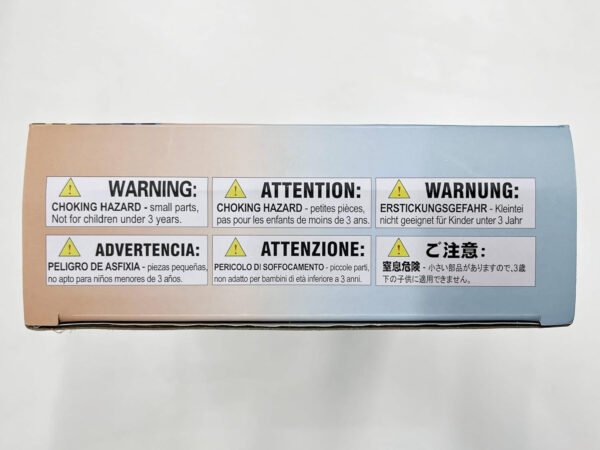 WARNING:
CHOKING HAZARD - small parts,
Not for children under 3 years.
ATTENTION:
CHOKING HAZARD - petites pièces,
pas pour les enfants de moins de 3 ans.
WARNUNG:
ERSTICKUNGSGEFAHR - Kleintei
nicht geeignet für Kinder unter 3 Jahr
ADVERTENCIA:
PELIGRO DE ASFIXIA - piezas pequeñas,
no apto para niños menores de 3 años.
ATTENZIONE:
PERICOLO DI SOFFOCAMENTO - piccole parti,
non adatto per bambini di età inferiore a 3 anni.
ご注意:
窒息危険 - 小さい部品がありますので、3歳
下の子供に適用できません。